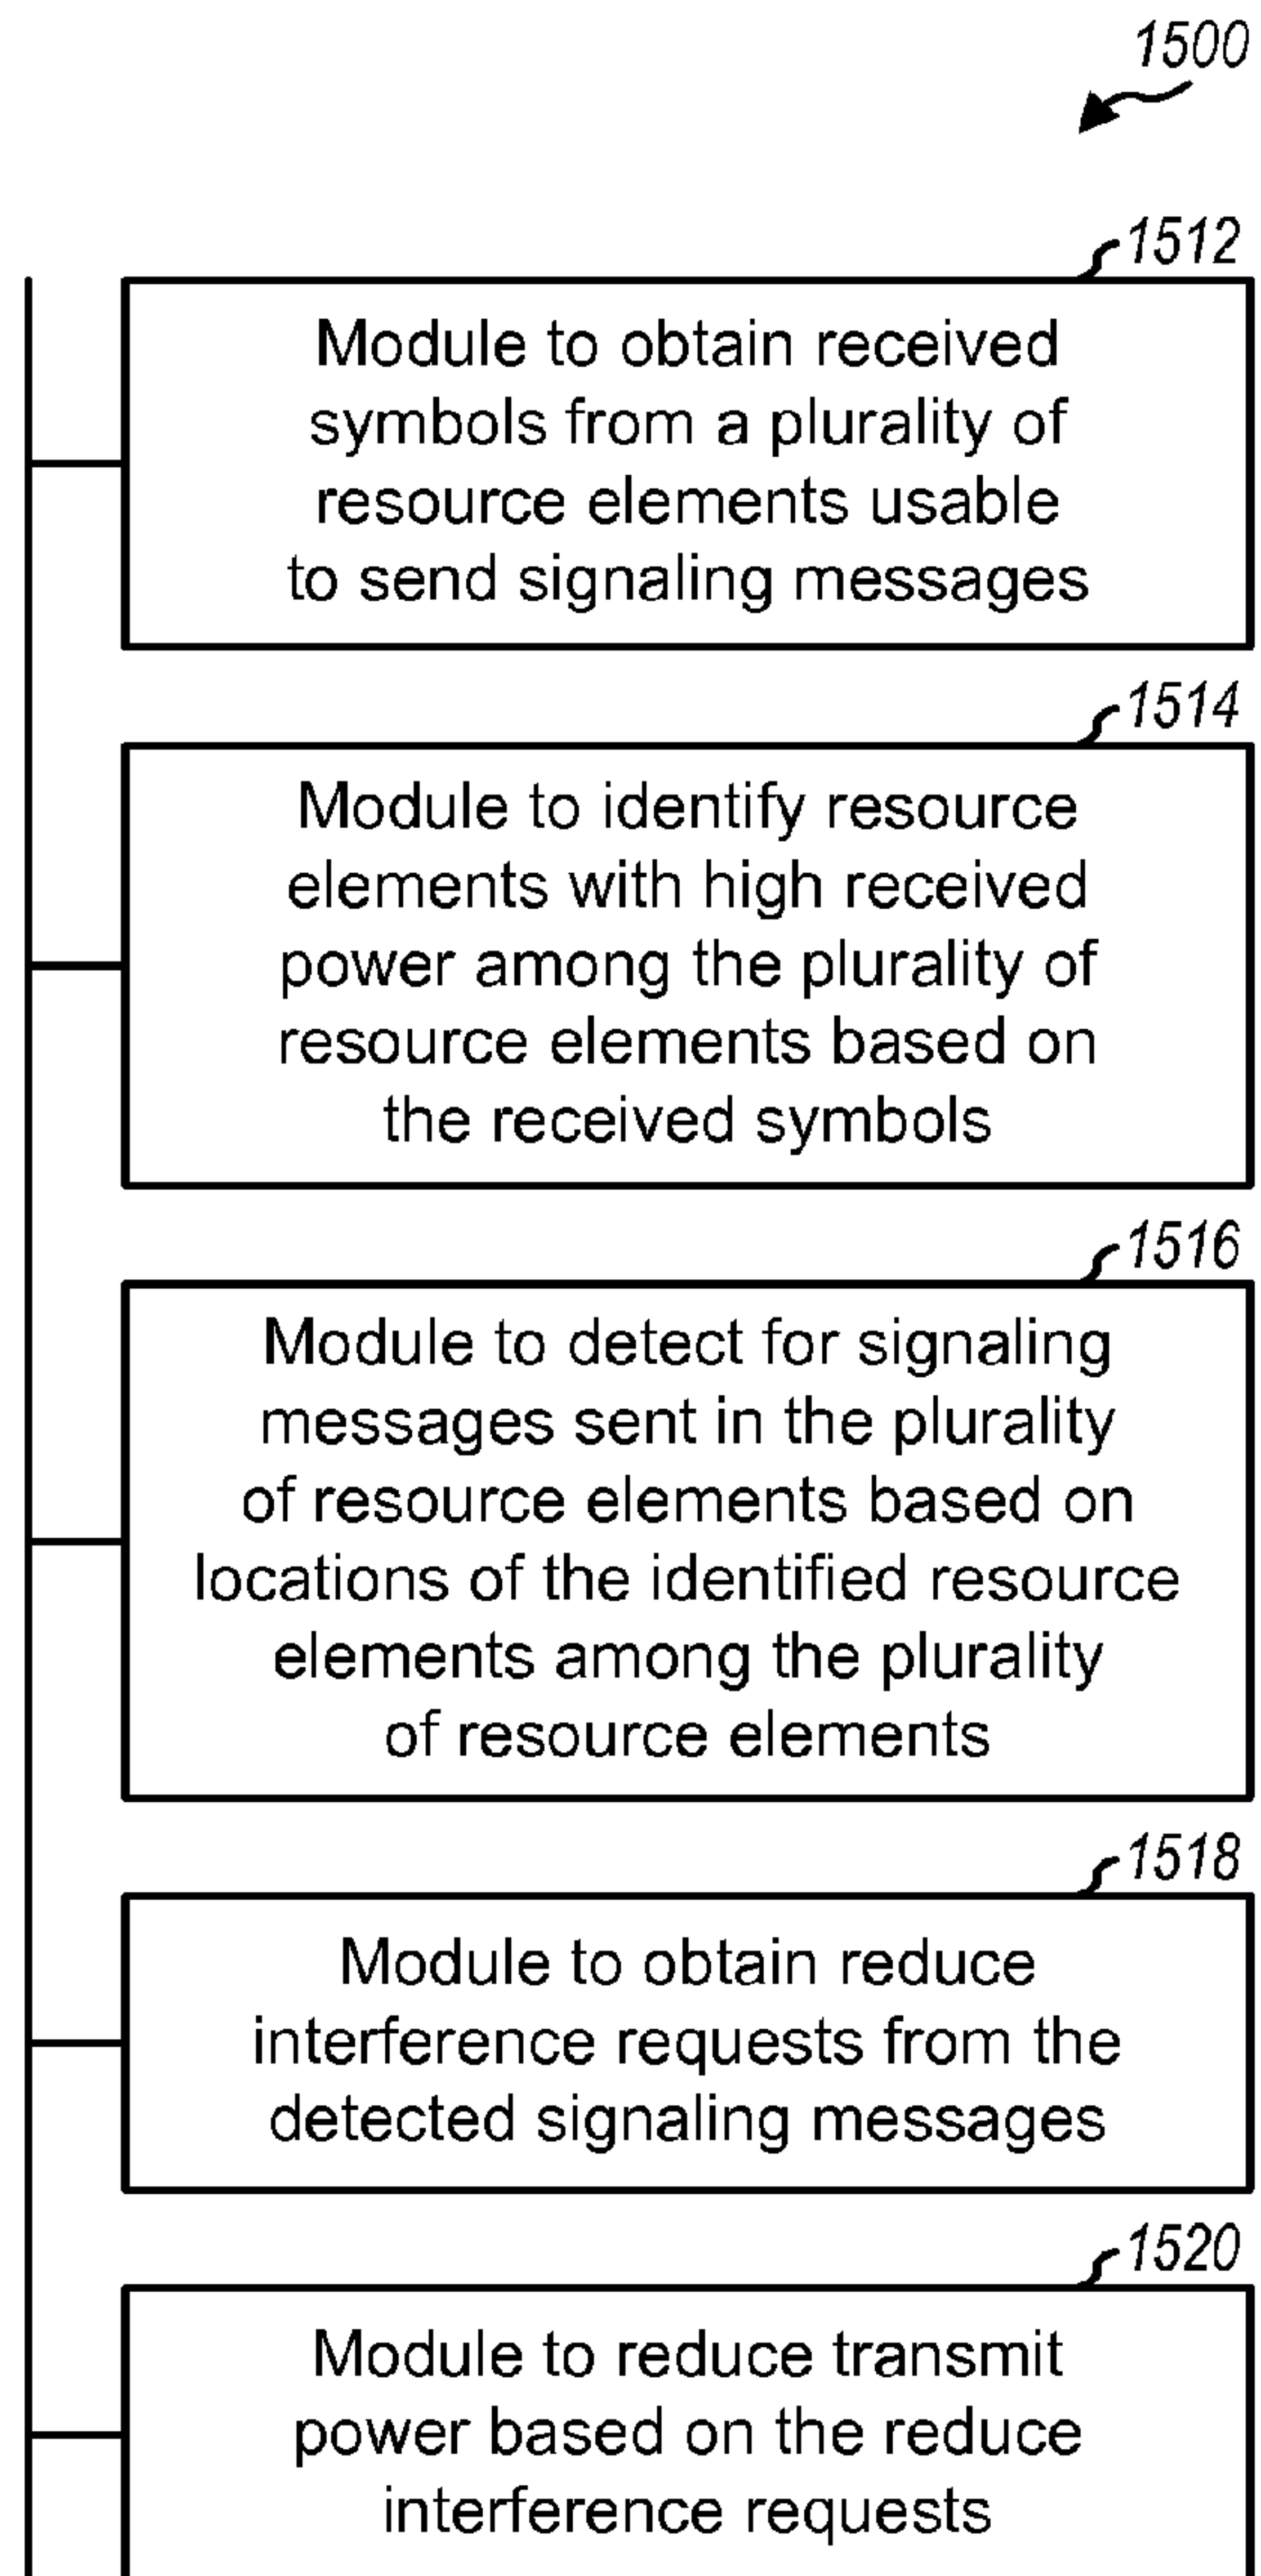 1500
1512
Module to obtain received
symbols from a plurality of
resource elements usable
to send signaling messages
1514
Module to identify resource
elements with high received
power among the plurality of
resource elements based on
the received symbols
1516
Module to detect for signaling
messages sent in the plurality
of resource elements based on
locations of the identified resource
elements among the plurality
of resource elements
1518
Module to obtain reduce
interference requests from the
detected signaling messages
1520
Module to reduce transmit
power based on the reduce
interference requests